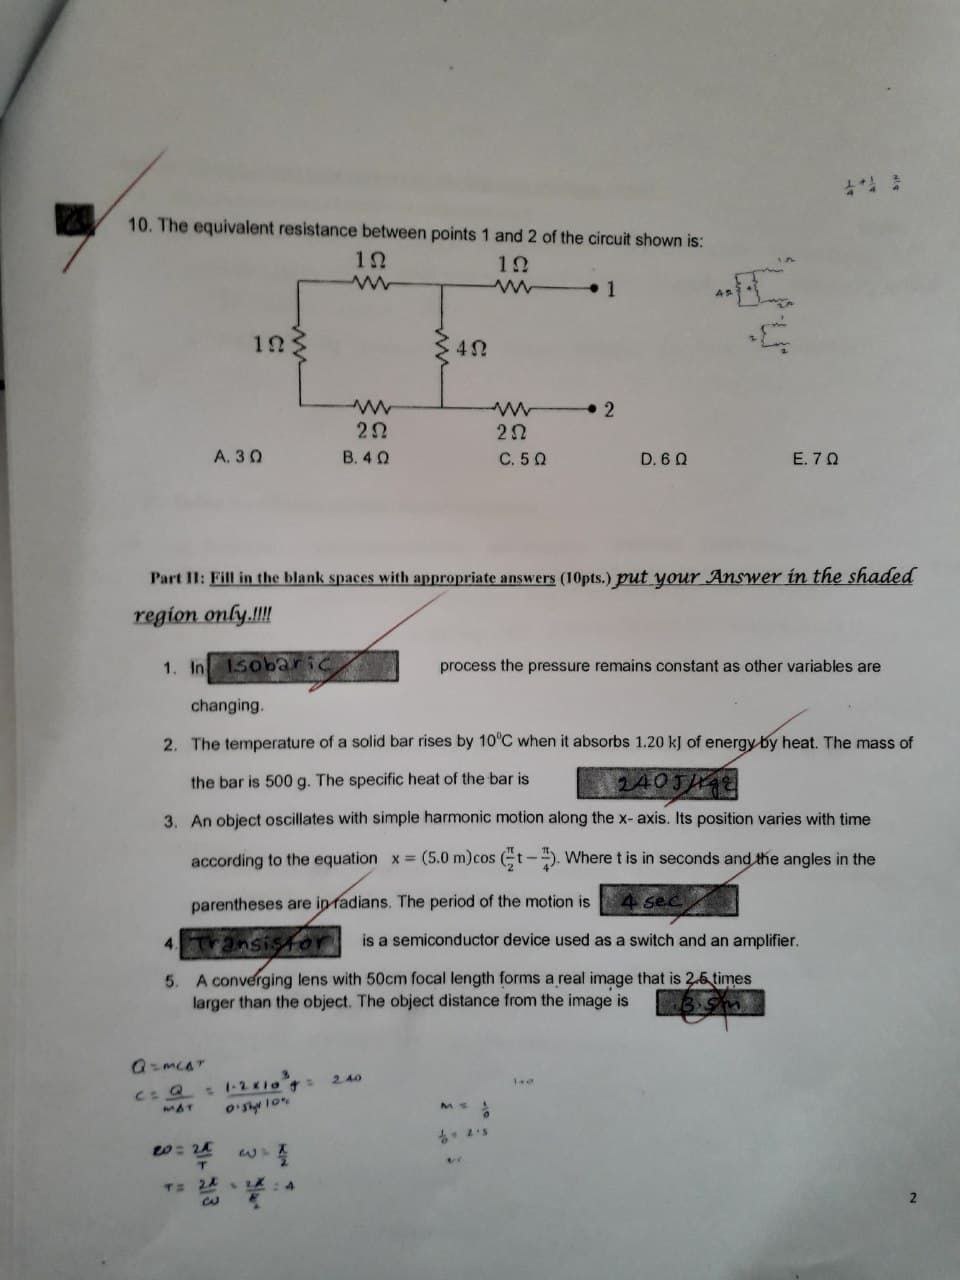 1/4 + 1/4 2/4
10. The equivalent resistance between points 1 and 2 of the circuit shown is:
1Ω 1Ω
1
4Ω
1Ω 4Ω
2
2Ω 2Ω
A. 3 Ω B. 4 Ω C. 5 Ω D. 6 Ω E. 7 Ω
Part II: Fill in the blank spaces with appropriate answers (10pts.) put your Answer in the shaded
region only.!!!!
1. In Isobaric process the pressure remains constant as other variables are
changing.
2. The temperature of a solid bar rises by 10⁰C when it absorbs 1.20 kJ of energy by heat. The mass of
the bar is 500 g. The specific heat of the bar is 240J/kg
3. An object oscillates with simple harmonic motion along the x- axis. Its position varies with time
according to the equation x = (5.0 m)cos (π/2 t − π/4). Where t is in seconds and the angles in the
parentheses are in radians. The period of the motion is 4 sec
4. Transistor is a semiconductor device used as a switch and an amplifier.
5. A converging lens with 50cm focal length forms a real image that is 2.5 times
larger than the object. The object distance from the image is
Q = mcΔT
C = Q/mΔT = 1.2 x 10³ = 240
ω = 2π/T ω = π/2
T = 2π/ω = 4
M =
= 2.5
2